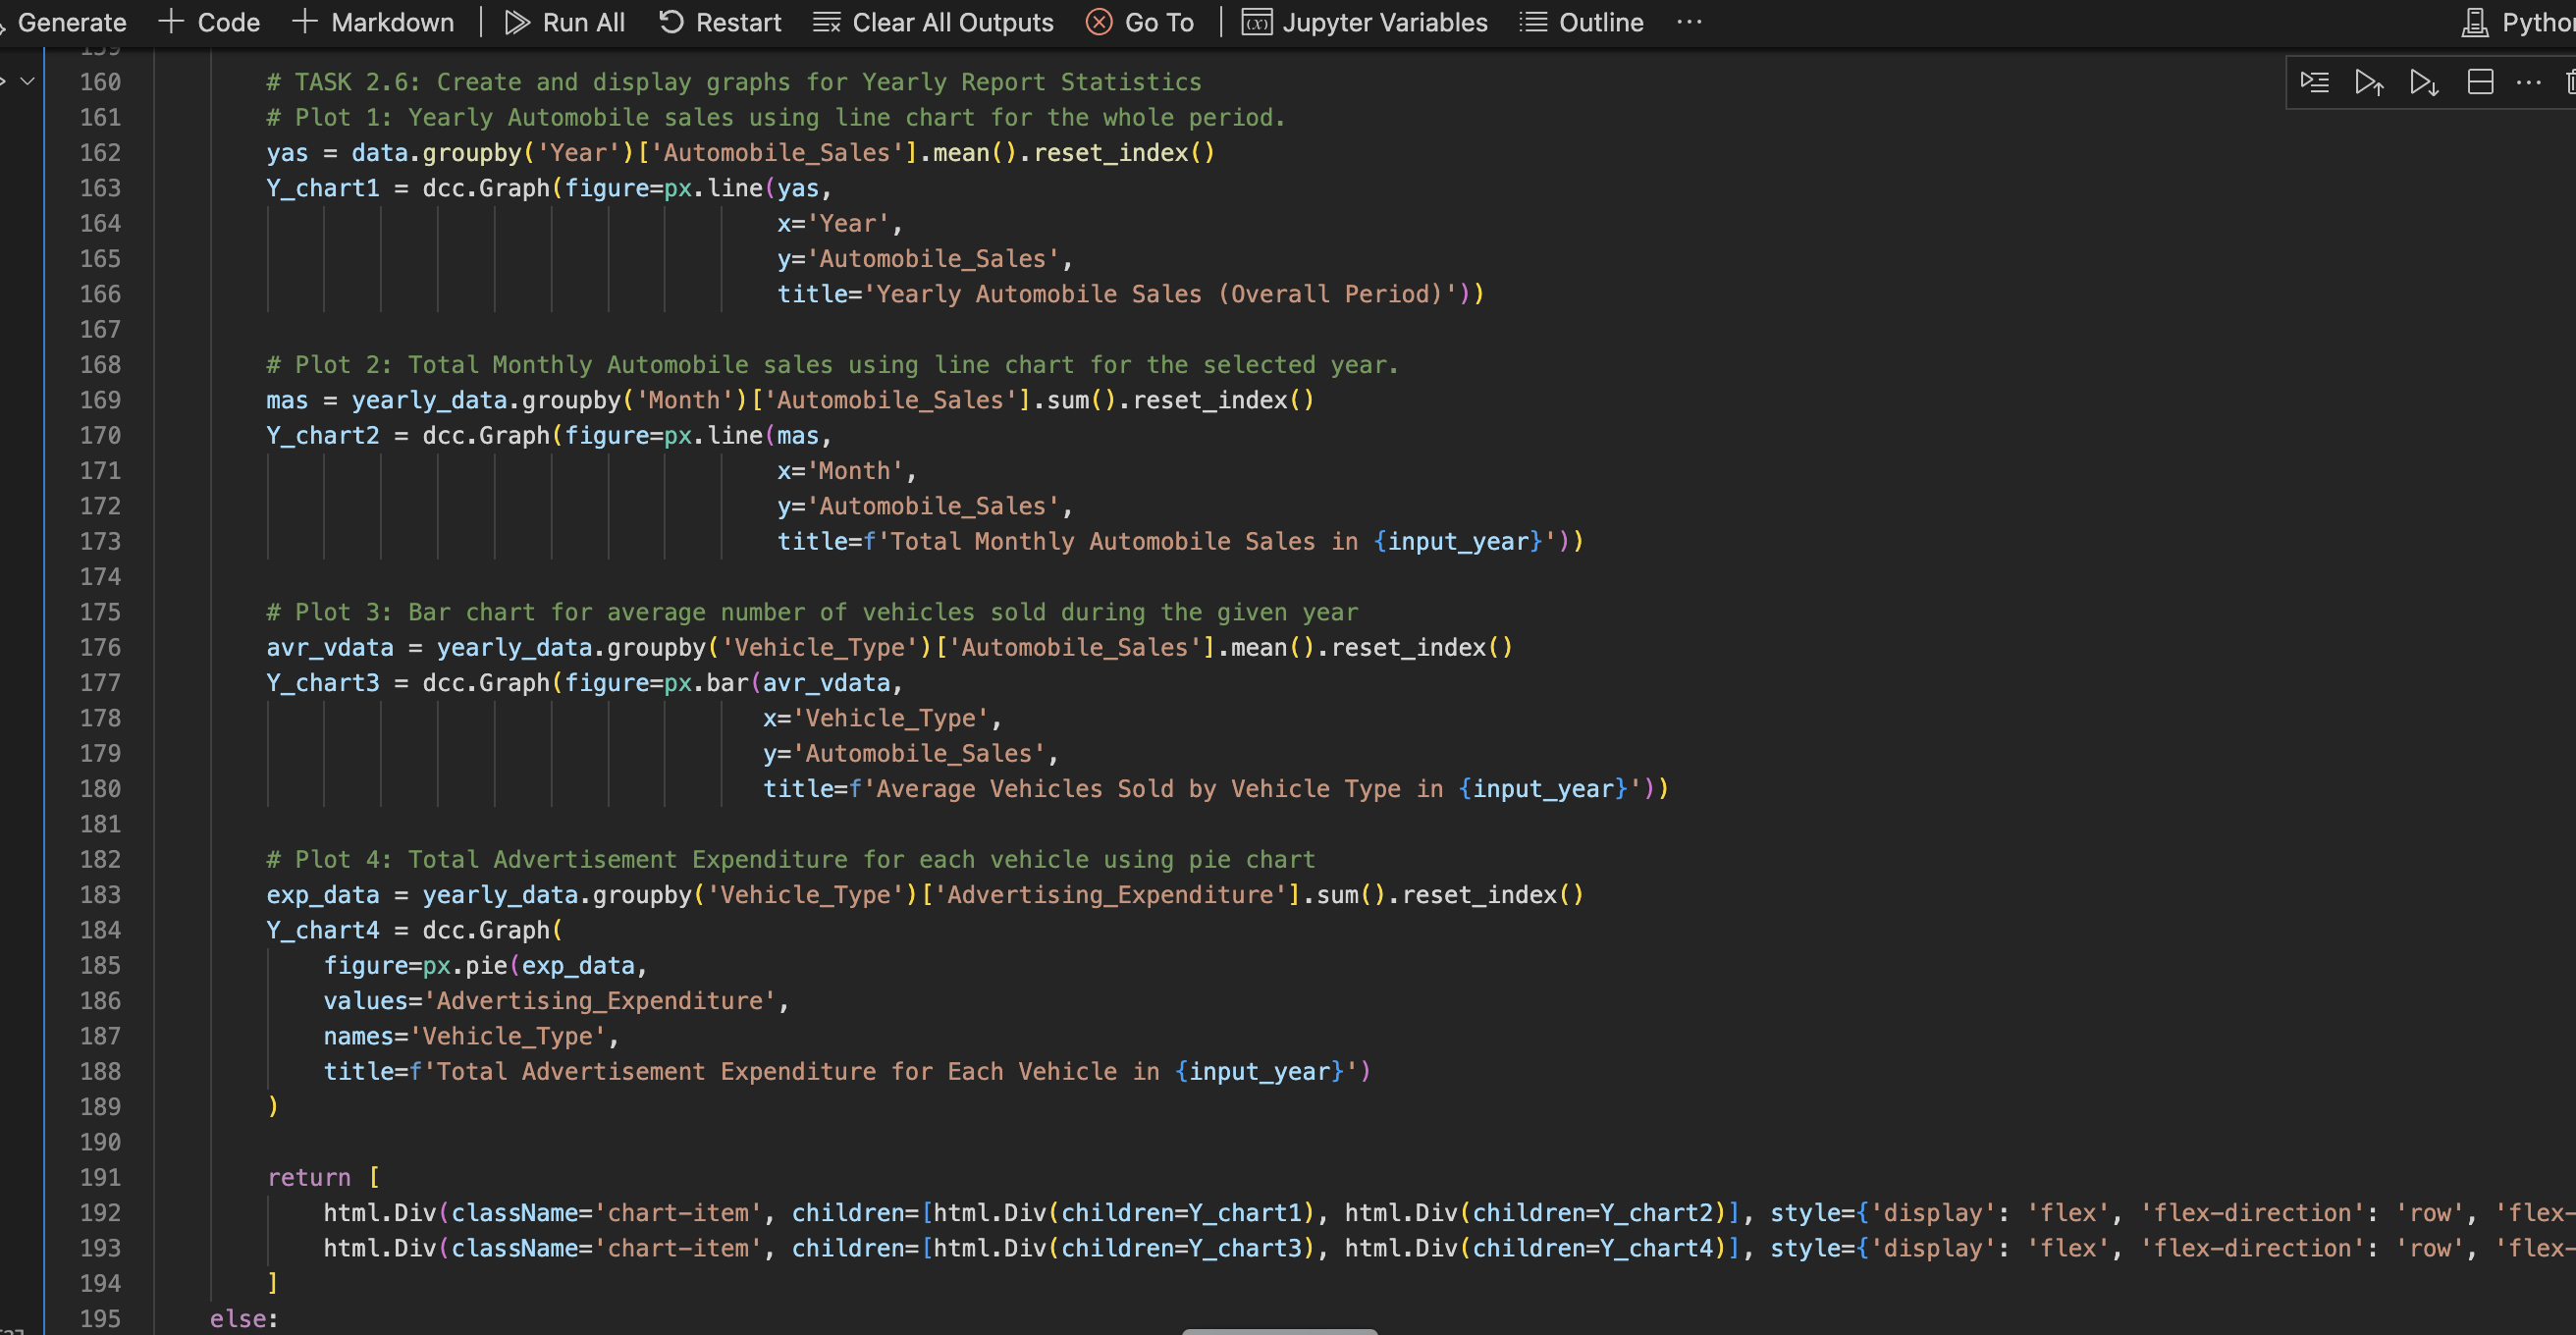 Generate + Code + Markdown | Run All Restart Clear All Outputs Go To | Jupyter Variables Outline ...
159
160 # TASK 2.6: Create and display graphs for Yearly Report Statistics
161 # Plot 1: Yearly Automobile sales using line chart for the whole period.
162 yas = data.groupby('Year')['Automobile_Sales'].mean().reset_index()
163 Y_chart1 = dcc.Graph(figure=px.line(yas,
164 x='Year',
165 y='Automobile_Sales',
166 title='Yearly Automobile Sales (Overall Period)'))
167
168 # Plot 2: Total Monthly Automobile sales using line chart for the selected year.
169 mas = yearly_data.groupby('Month')['Automobile_Sales'].sum().reset_index()
170 Y_chart2 = dcc.Graph(figure=px.line(mas,
171 x='Month',
172 y='Automobile_Sales',
173 title=f'Total Monthly Automobile Sales in {input_year}'))
174
175 # Plot 3: Bar chart for average number of vehicles sold during the given year
176 avr_vdata = yearly_data.groupby('Vehicle_Type')['Automobile_Sales'].mean().reset_index()
177 Y_chart3 = dcc.Graph(figure=px.bar(avr_vdata,
178 x='Vehicle_Type',
179 y='Automobile_Sales',
180 title=f'Average Vehicles Sold by Vehicle Type in {input_year}'))
181
182 # Plot 4: Total Advertisement Expenditure for each vehicle using pie chart
183 exp_data = yearly_data.groupby('Vehicle_Type')['Advertising_Expenditure'].sum().reset_index()
184 Y_chart4 = dcc.Graph(
185 figure=px.pie(exp_data,
186 values='Advertising_Expenditure',
187 names='Vehicle_Type',
188 title=f'Total Advertisement Expenditure for Each Vehicle in {input_year}')
189 )
190
191 return [
192 html.Div(className='chart-item', children=[html.Div(children=Y_chart1), html.Div(children=Y_chart2)], style={'display': 'flex', 'flex-direction': 'row', 'flex-
193 html.Div(className='chart-item', children=[html.Div(children=Y_chart3), html.Div(children=Y_chart4)], style={'display': 'flex', 'flex-direction': 'row', 'flex-
194 ]
195 else: